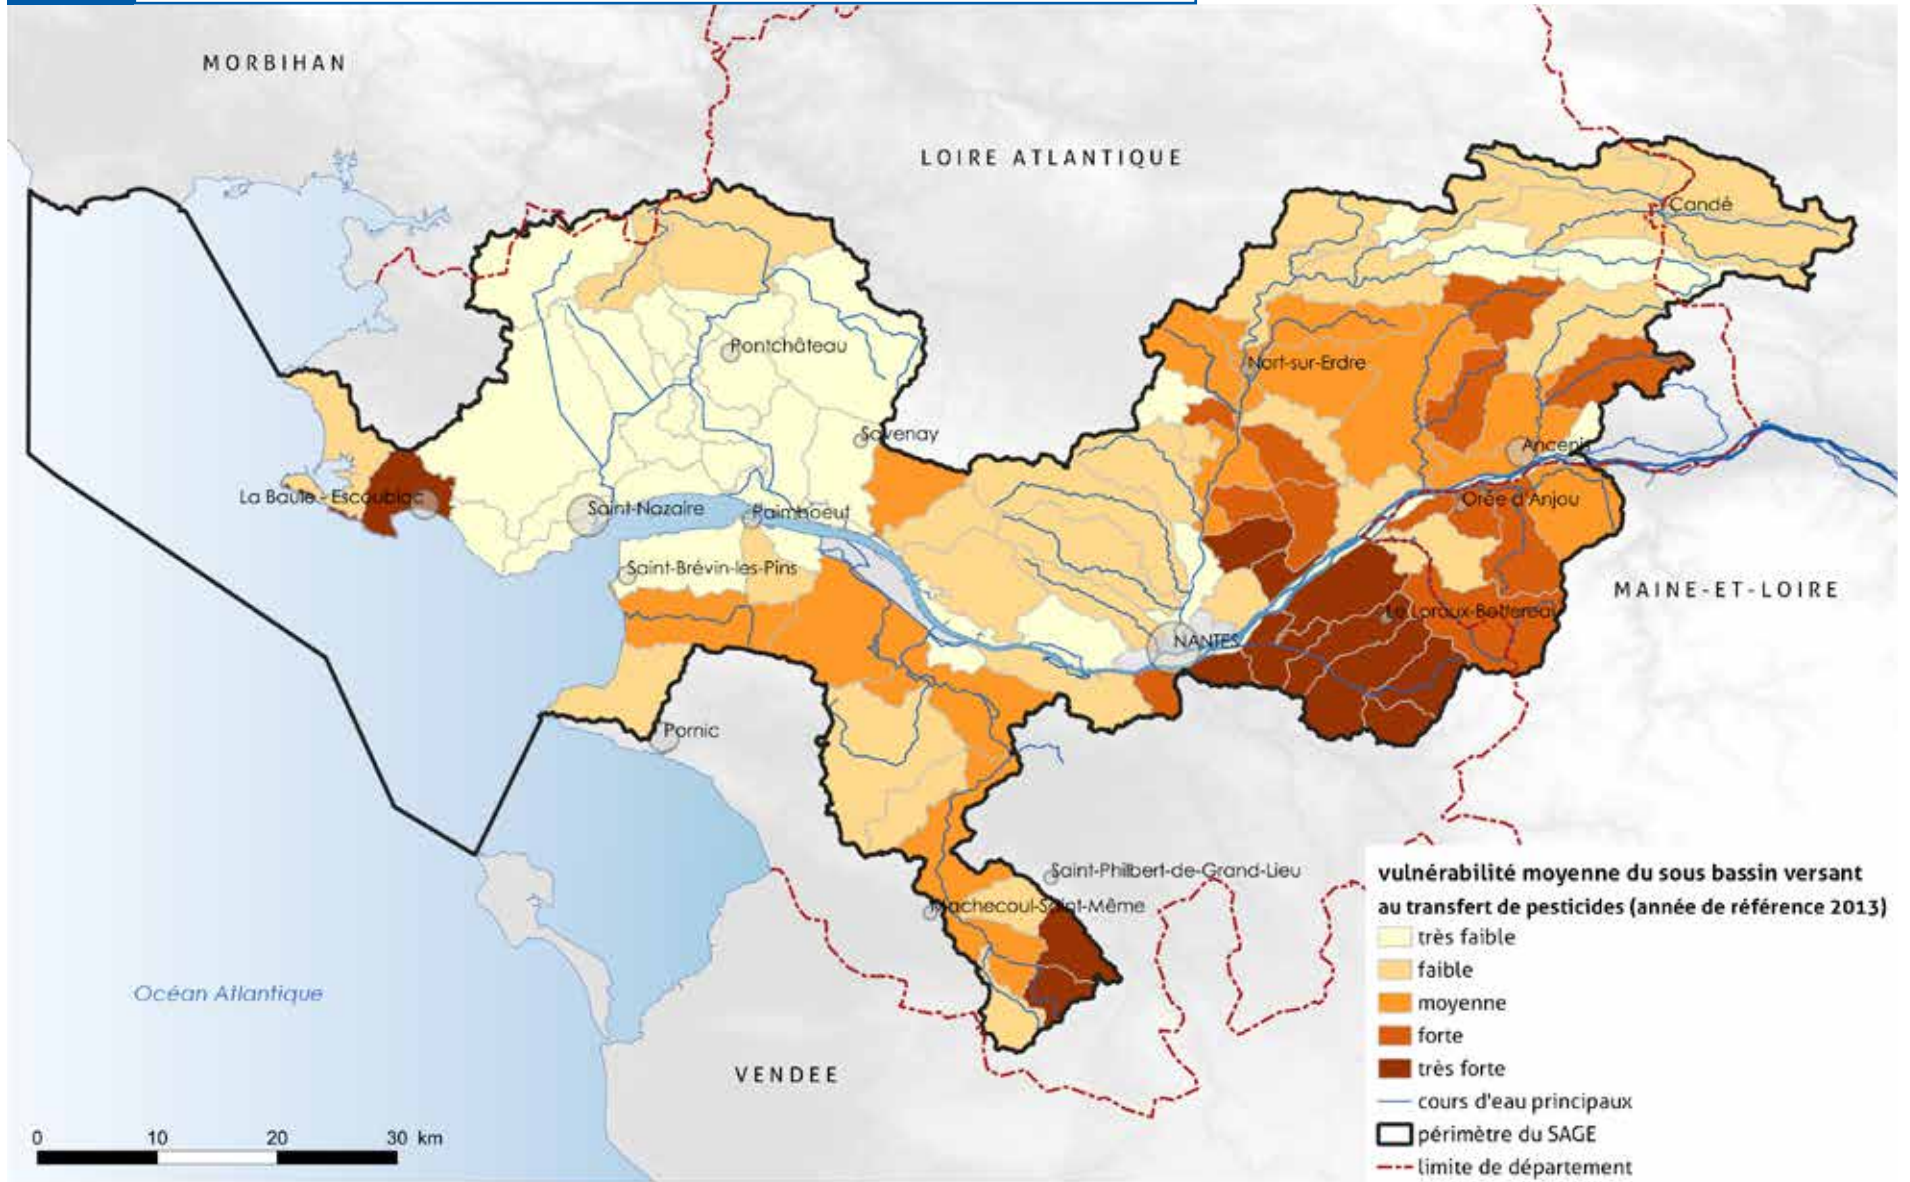 MORBIHAN
LOIRE ATLANTIQUE
Candé
Pontchâteau
Nort-sur-Erdre
Savenay
Ancenis
La Baule - Escoublac
Saint-Nazaire
Paimboeuf
Orée d'Anjou
Saint-Brévin-les-Pins
MAINE-ET-LOIRE
Le Loroux-Bottereau
NANTES
Pornic
Saint-Philbert-de-Grand-Lieu
Machecoul-Saint-Même
Océan Atlantique
VENDEE
0 10 20 30 km
vulnérabilité moyenne du sous bassin versant
au transfert de pesticides (année de référence 2013)
très faible
faible
moyenne
forte
très forte
cours d'eau principaux
périmètre du SAGE
limite de département